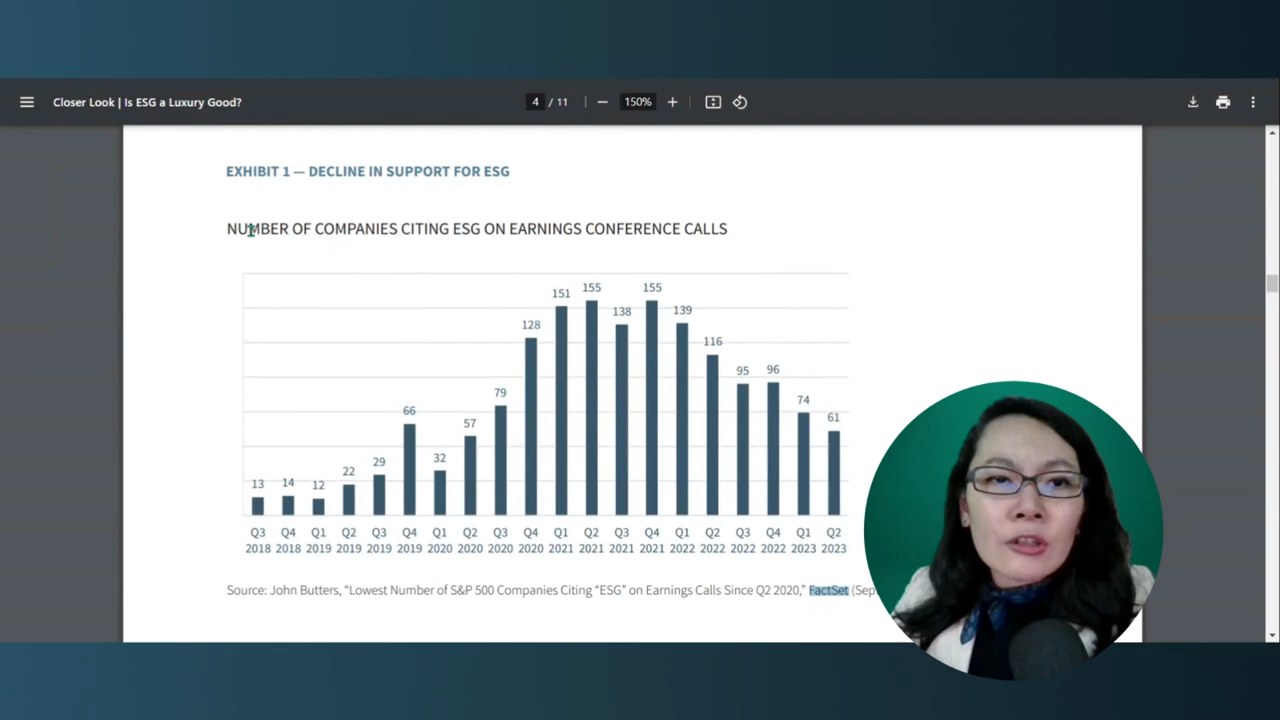 Closer Look | Is ESG a Luxury Good?
4 / 11
150%
EXHIBIT 1 — DECLINE IN SUPPORT FOR ESG
NUMBER OF COMPANIES CITING ESG ON EARNINGS CONFERENCE CALLS
13 14 12 22 29 66 32 57 79 128 151 155 138 155 139 116 95 96 74 61
Q3 Q4 Q1 Q2 Q3 Q4 Q1 Q2 Q3 Q4 Q1 Q2 Q3 Q4 Q1 Q2 Q3 Q4 Q1 Q2
2018 2018 2019 2019 2019 2019 2020 2020 2020 2020 2021 2021 2021 2021 2022 2022 2022 2022 2023 2023
Source: John Butters, “Lowest Number of S&P 500 Companies Citing “ESG” on Earnings Calls Since Q2 2020,” FactSet (Sep